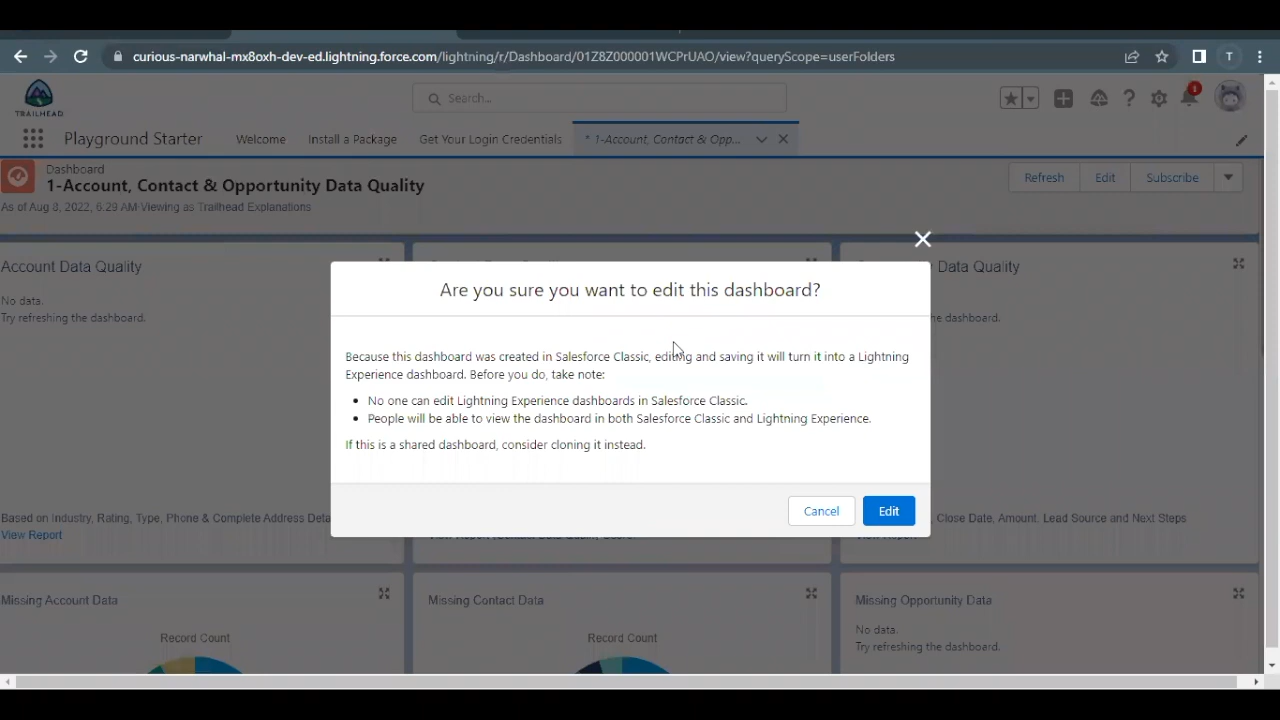 curious-narwhal-mx8oxh-dev-ed.lightning.force.com/lightning/r/Dashboard/01Z8Z000001WCPrUAO/view?queryScope=userFolders
T
TRAILHEAD
Search...
1
Playground Starter
Welcome
Install a Package
Get Your Login Credentials
* 1-Account, Contact & Opp...
Dashboard
1-Account, Contact & Opportunity Data Quality
As of Aug 8, 2022, 6:29 AM·Viewing as Trailhead Explanations
Refresh
Edit
Subscribe
Account Data Quality
No data.
Try refreshing the dashboard.
Data Quality
he dashboard.
Are you sure you want to edit this dashboard?
Because this dashboard was created in Salesforce Classic, editing and saving it will turn it into a Lightning
Experience dashboard. Before you do, take note:
• No one can edit Lightning Experience dashboards in Salesforce Classic.
• People will be able to view the dashboard in both Salesforce Classic and Lightning Experience.
If this is a shared dashboard, consider cloning it instead.
Cancel
Edit
Based on Industry, Rating, Type, Phone & Complete Address Deta
View Report
, Close Date, Amount, Lead Source and Next Steps
Missing Account Data
Record Count
Missing Contact Data
Record Count
Missing Opportunity Data
No data.
Try refreshing the dashboard.